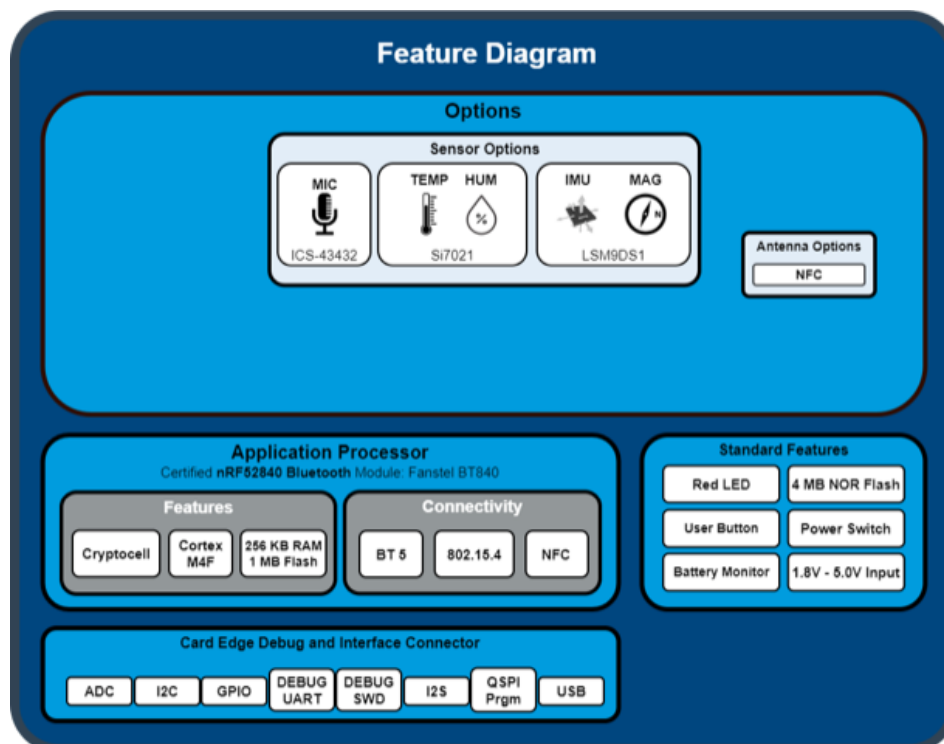 Feature Diagram
Options
Sensor Options
MIC
ICS-43432
TEMP HUM
%
Si7021
IMU MAG
N
LSM9DS1
Antenna Options
NFC
Application Processor
Certified nRF52840 Bluetooth Module: Fanstel BT840
Features
Cryptocell
Cortex
M4F
256 KB RAM
1 MB Flash
Connectivity
BT 5
802.15.4
NFC
Standard Features
Red LED
4 MB NOR Flash
User Button
Power Switch
Battery Monitor
1.8V - 5.0V Input
Card Edge Debug and Interface Connector
ADC
I2C
GPIO
DEBUG
UART
DEBUG
SWD
I2S
QSPI
Prgm
USB